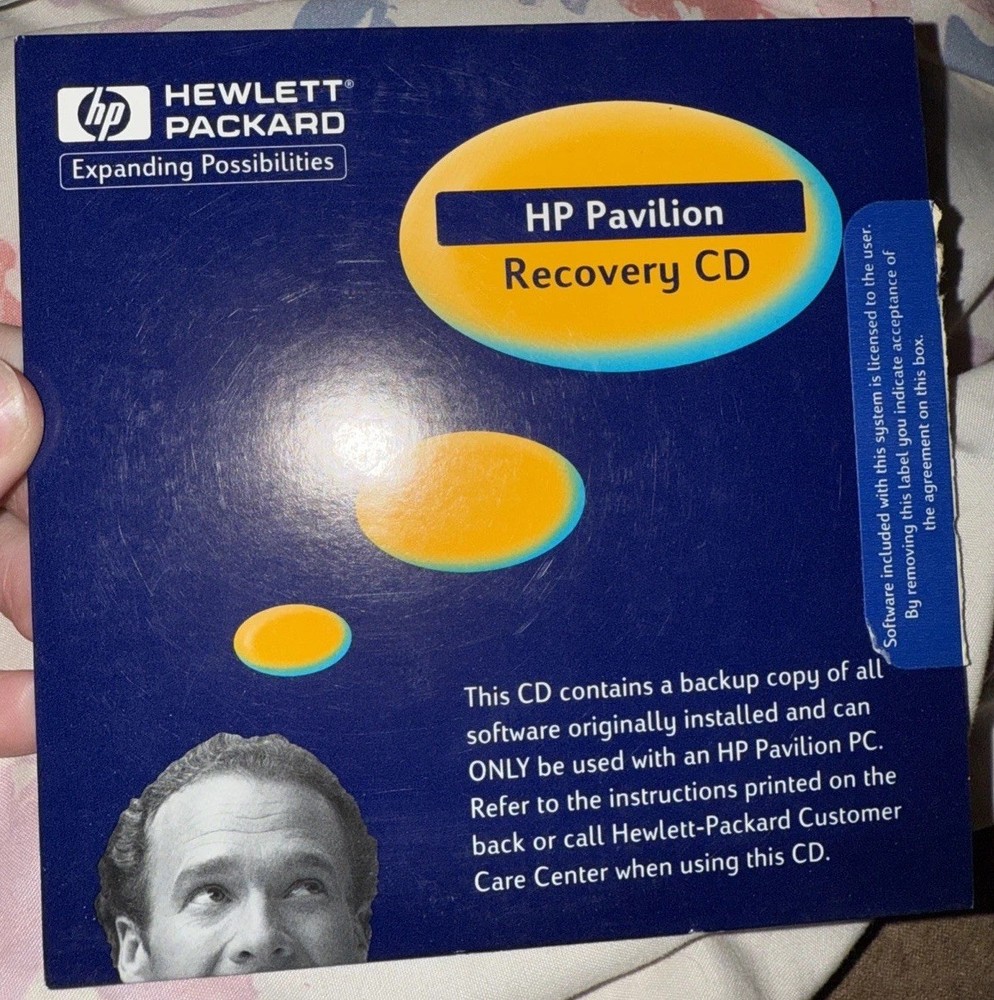 hp
HEWLETT®
PACKARD
Expanding Possibilities
HP Pavilion
Recovery CD
Software included with this system is licensed to the user.
By removing this label you indicate acceptance of
the agreement on this box.
This CD contains a backup copy of all
software originally installed and can
ONLY be used with an HP Pavilion PC.
Refer to the instructions printed on the
back or call Hewlett-Packard Customer
Care Center when using this CD.